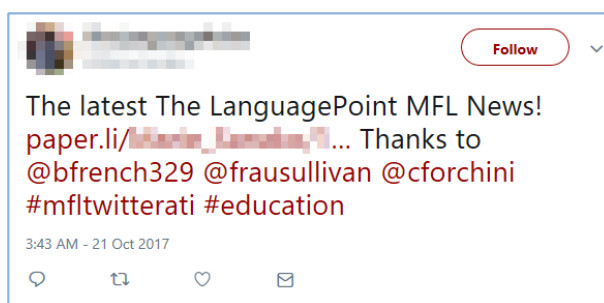 Follow
The latest The LanguagePoint MFL News!
paper.li/ ... Thanks to
@bfrench329 @frausullivan @cforchini
#mfltwitterati #education
3:43 AM - 21 Oct 2017